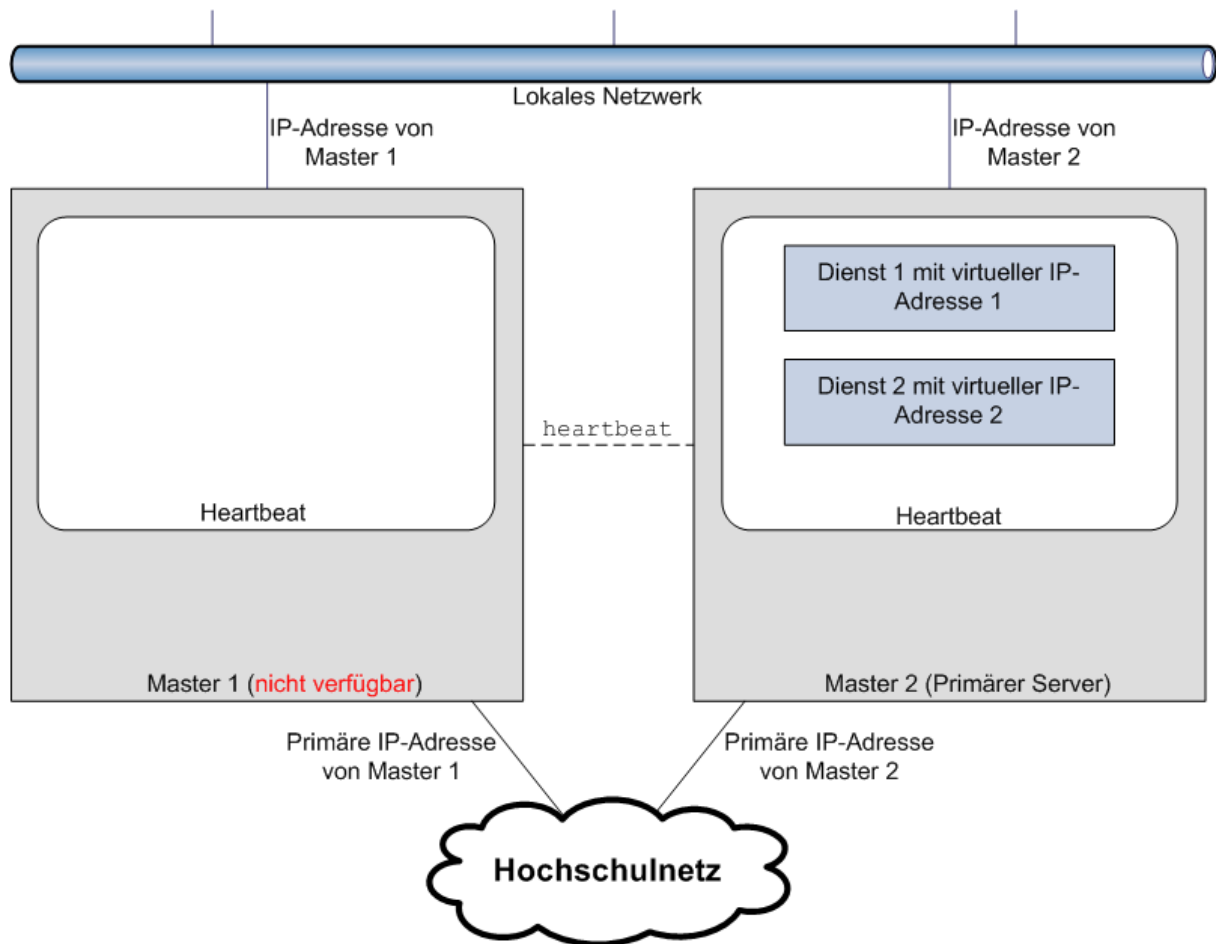 Lokales Netzwerk
IP-Adresse von
Master 1
IP-Adresse von
Master 2
Dienst 1 mit virtueller IP-
Adresse 1
Dienst 2 mit virtueller IP-
Adresse 2
heartbeat
Heartbeat
Heartbeat
Master 1 (nicht verfügbar)
Master 2 (Primärer Server)
Primäre IP-Adresse
von Master 1
Primäre IP-Adresse
von Master 2
Hochschulnetz